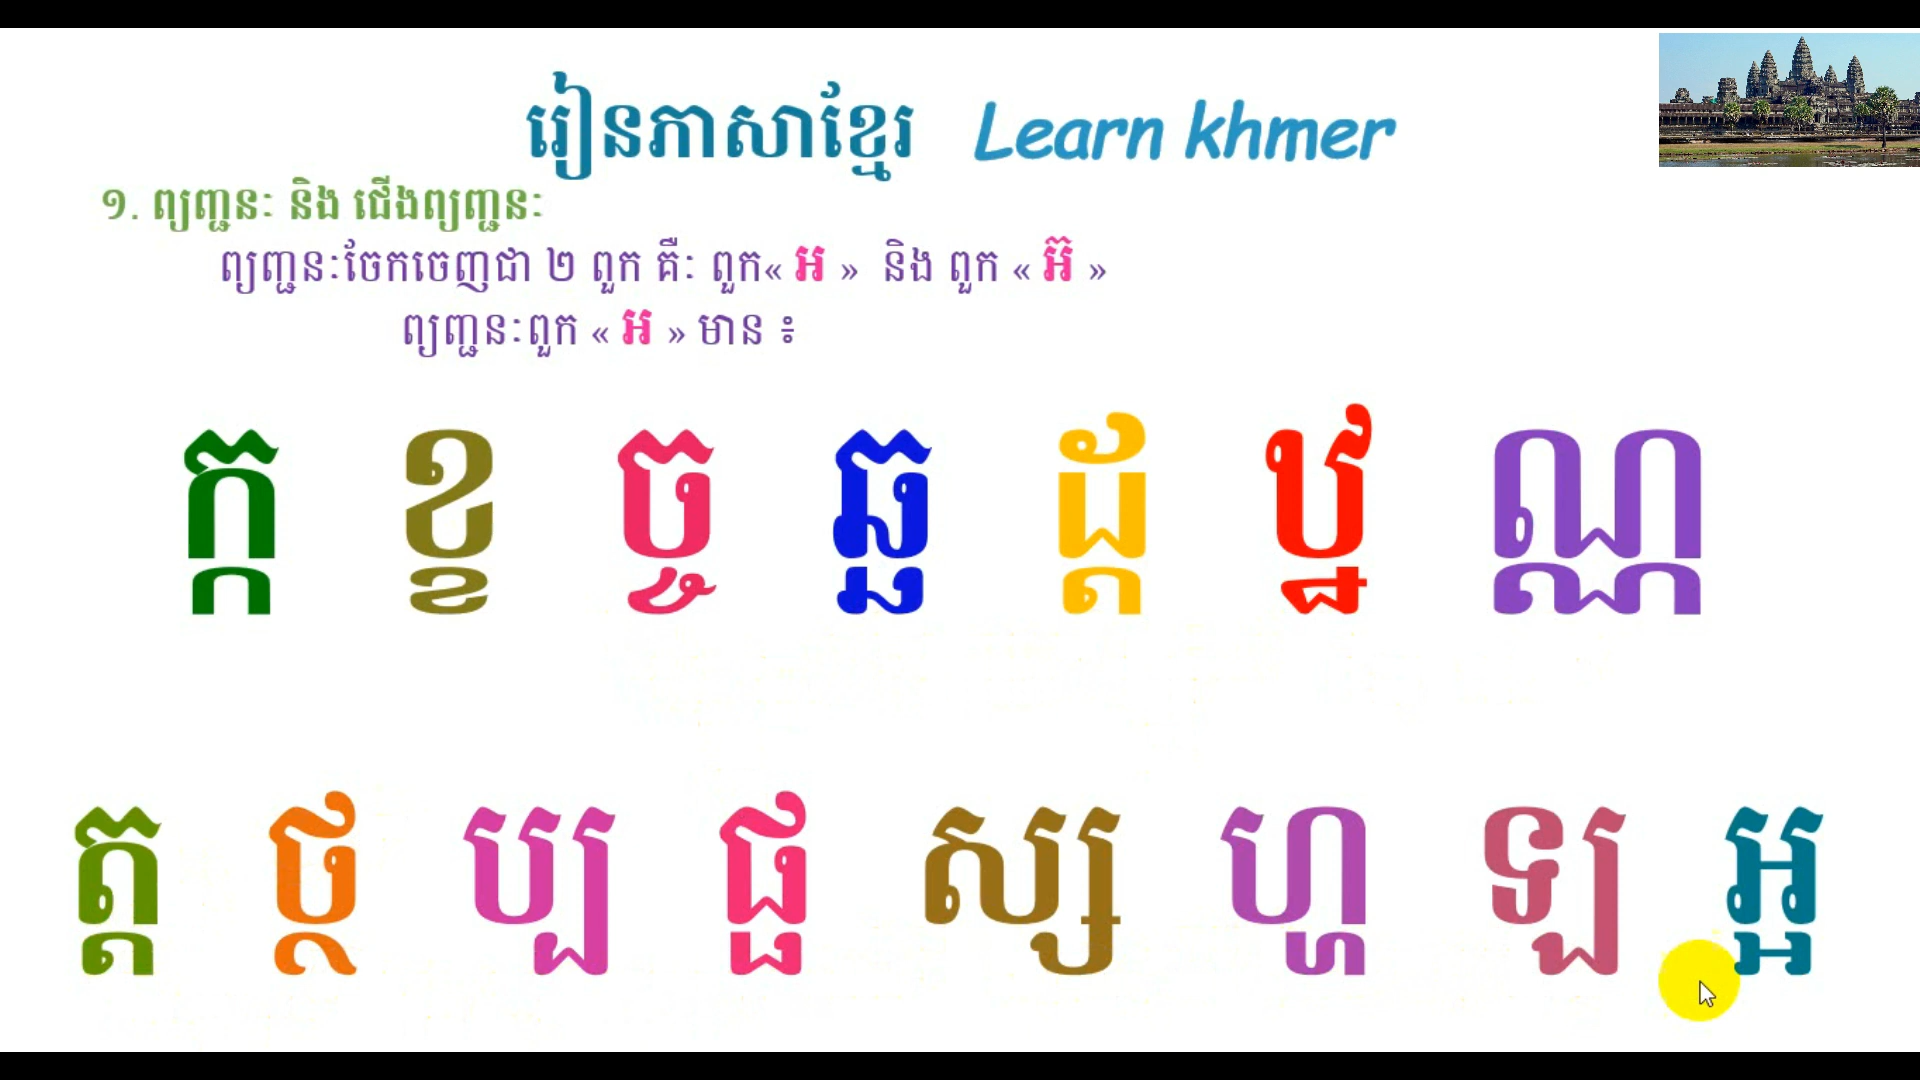 រៀនភាសាខ្មែរ Learn khmer
១. ព្យញ្ជនៈ និង ជើងព្យញ្ជនៈ
ព្យញ្ជនៈចែកចេញជា ២ ពួក គឺៈ ពួក« អ » និង ពួក « អ៊ »
ព្យញ្ជនៈពួក « អ » មាន ៖
ក្ក ខ្ខ ច្ច ឆ្ឆ ដ្ដ ឋ្ឋ ណ្ណ
ត្ត ថ្ថ ប្ប ផ្ផ ស្ស ហ្ហ ឡ អ្អ